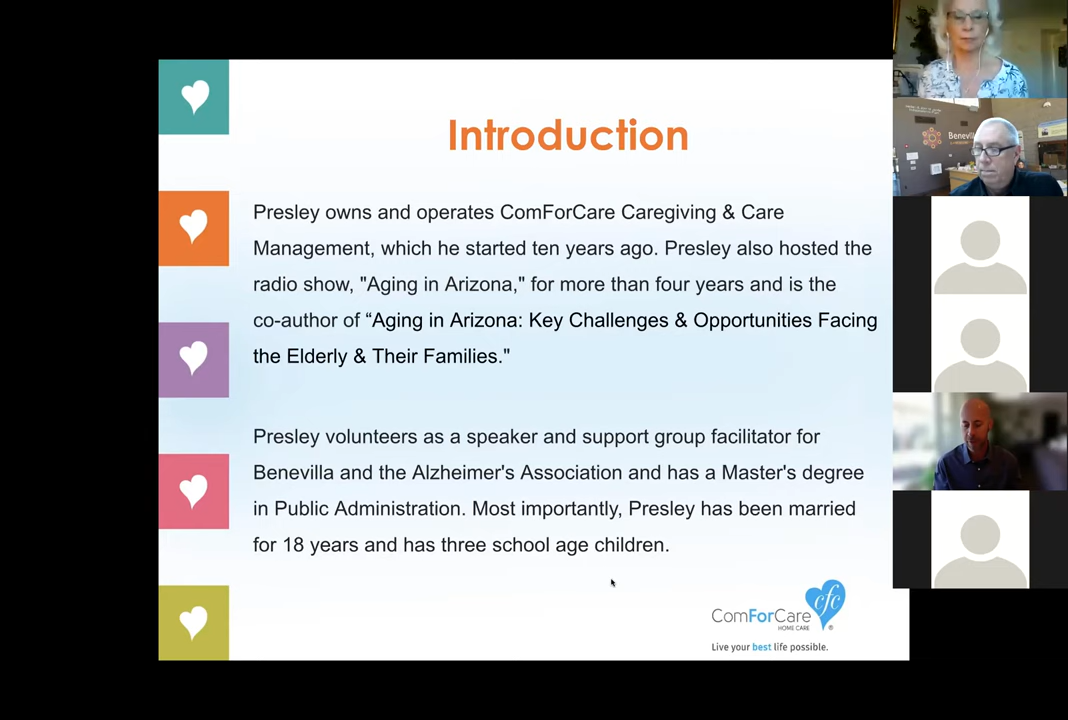 Introduction
Presley owns and operates ComForCare Caregiving & Care
Management, which he started ten years ago. Presley also hosted the
radio show, "Aging in Arizona," for more than four years and is the
co-author of “Aging in Arizona: Key Challenges & Opportunities Facing
the Elderly & Their Families."
Presley volunteers as a speaker and support group facilitator for
Benevilla and the Alzheimer's Association and has a Master's degree
in Public Administration. Most importantly, Presley has been married
for 18 years and has three school age children.
cfc
ComForCare
HOME CARE ®
Live your best life possible.